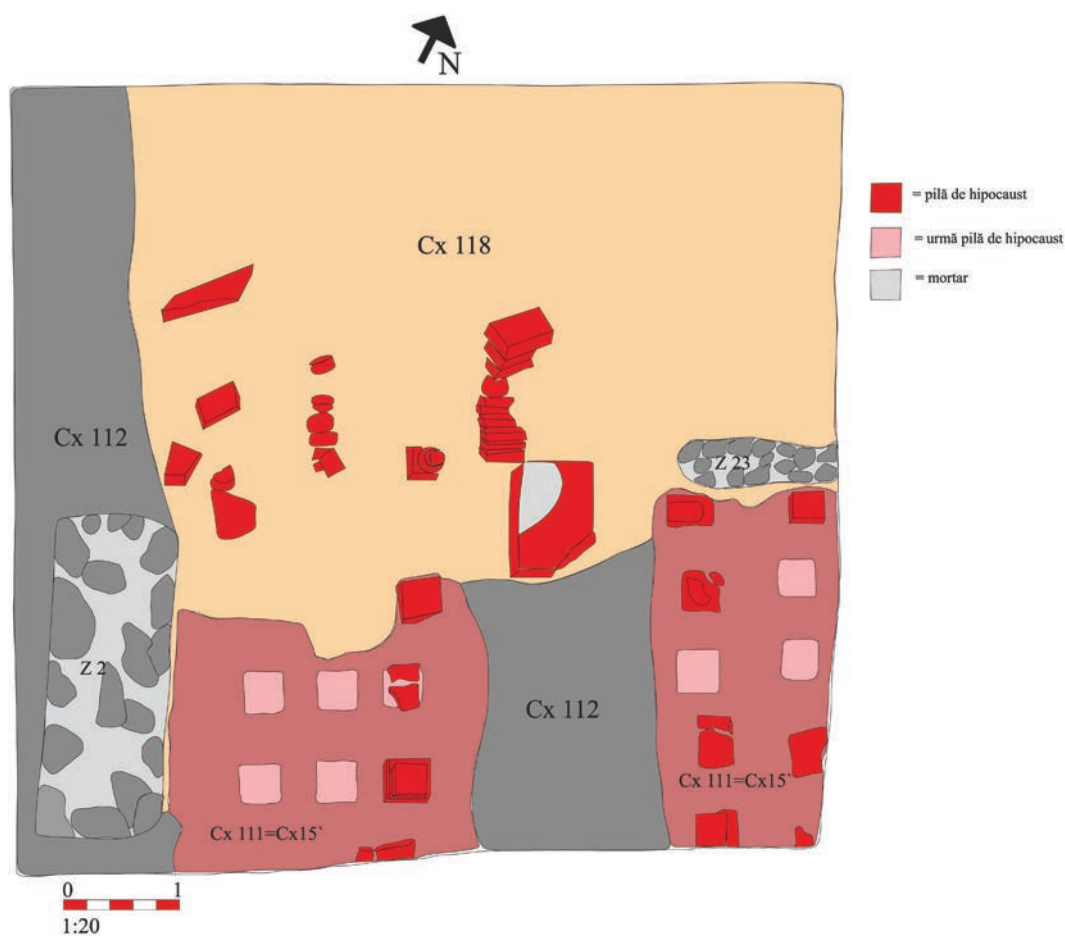 N
= pilă de hipocaust
= urmă pilă de hipocaust
= mortar
Cx 118
Cx 112
Z 23
Z 2
Cx 112
Cx 111=Cx15`
Cx 111=Cx15`
0 1
1:20